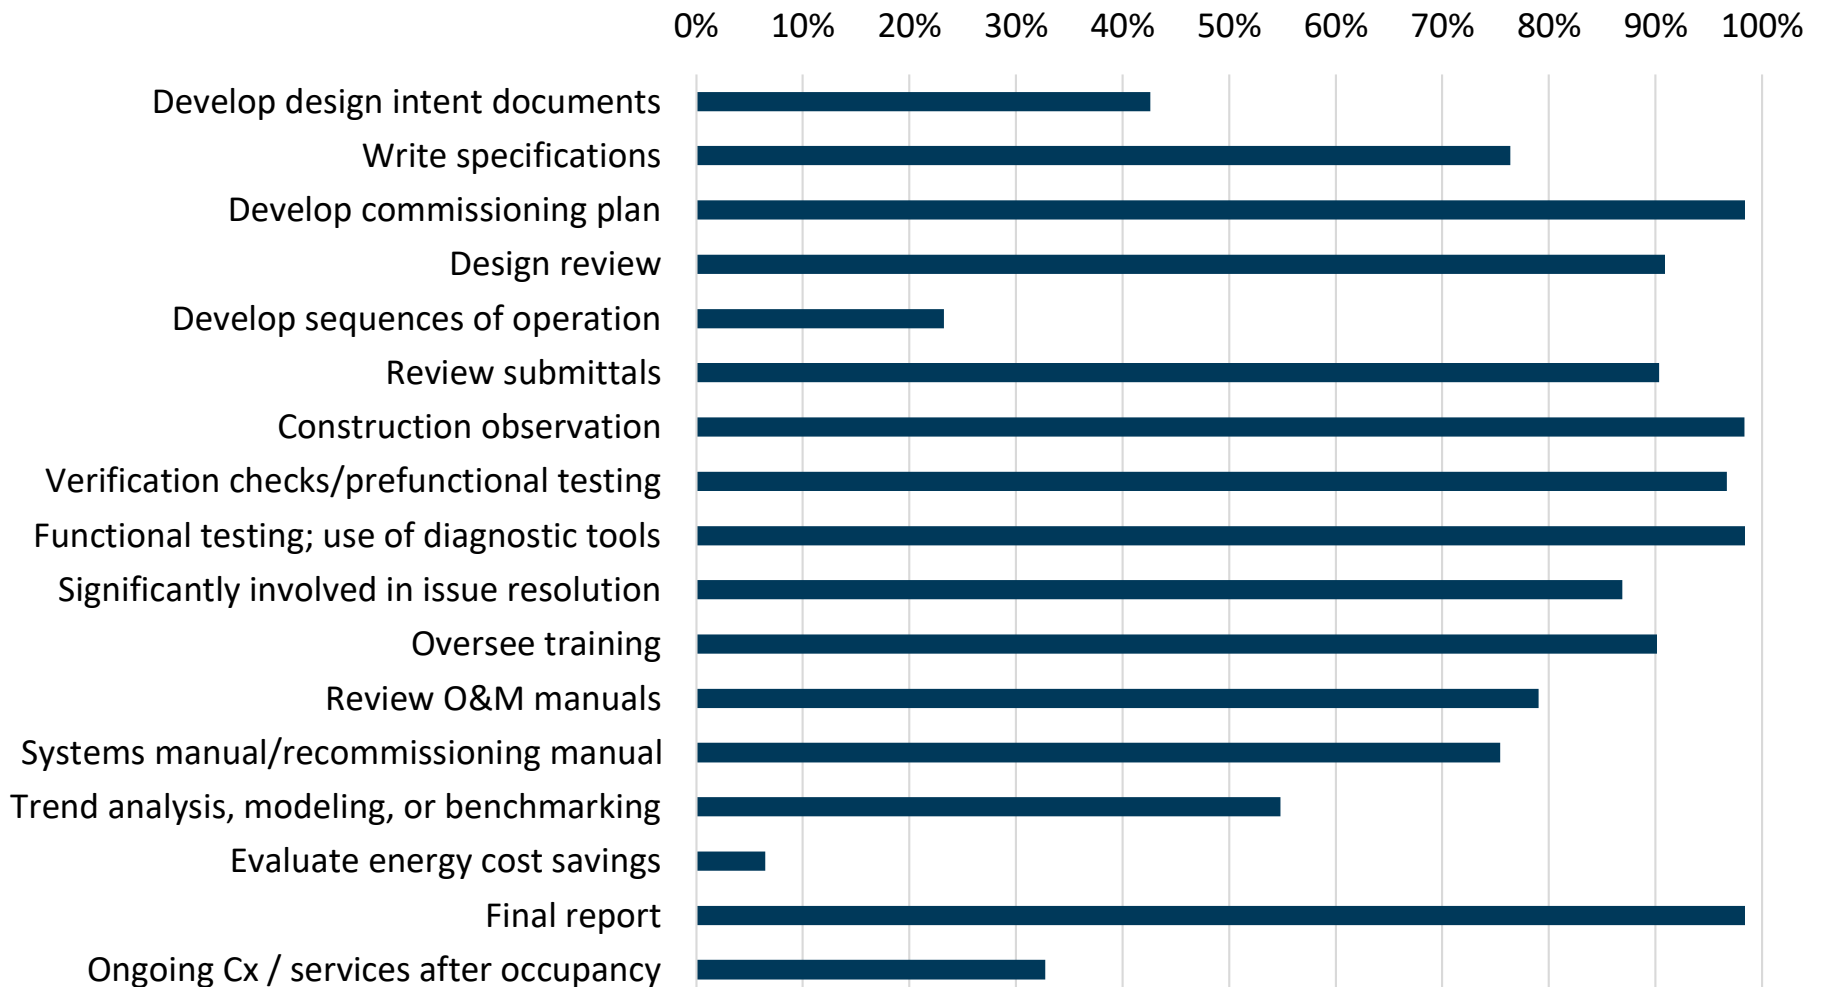 0% 10% 20% 30% 40% 50% 60% 70% 80% 90% 100%
Develop design intent documents
Write specifications
Develop commissioning plan
Design review
Develop sequences of operation
Review submittals
Construction observation
Verification checks/prefunctional testing
Functional testing; use of diagnostic tools
Significantly involved in issue resolution
Oversee training
Review O&M manuals
Systems manual/recommissioning manual
Trend analysis, modeling, or benchmarking
Evaluate energy cost savings
Final report
Ongoing Cx / services after occupancy